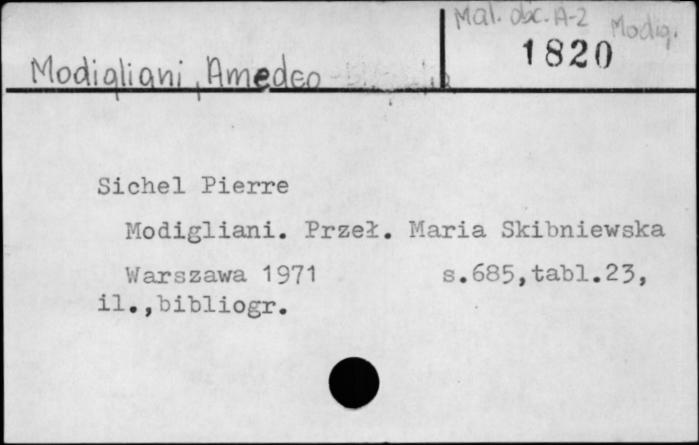 Mal. obc. A-2 Modig.
1820
Modigliani, Amedeo
Sichel Pierre
Modigliani. Przeł. Maria Skibniewska
Warszawa 1971 s.685,tabl.23,
il.,bibliogr.